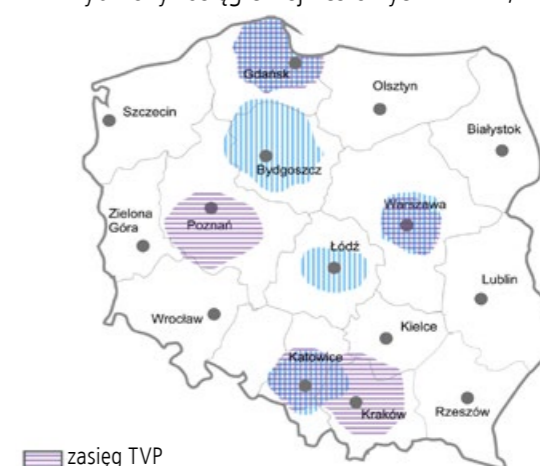 Gdańsk
Olsztyn
Szczecin
Białystok
Bydgoszcz
Warszawa
Zielona
Góra
Poznań
Łódź
Lublin
Wrocław
Kielce
Katowice
Kraków
Rzeszów
zasięg TVP